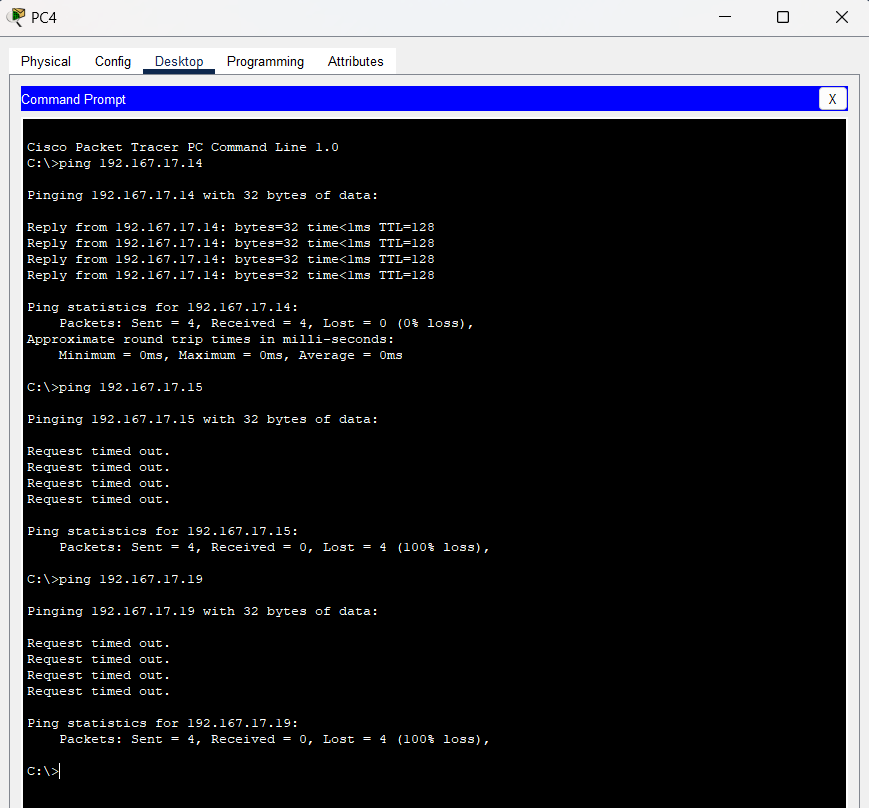 PC4
Physical Config Desktop Programming Attributes
Command Prompt X
Cisco Packet Tracer PC Command Line 1.0
C:\>ping 192.167.17.14
Pinging 192.167.17.14 with 32 bytes of data:
Reply from 192.167.17.14: bytes=32 time<1ms TTL=128
Reply from 192.167.17.14: bytes=32 time<1ms TTL=128
Reply from 192.167.17.14: bytes=32 time<1ms TTL=128
Reply from 192.167.17.14: bytes=32 time<1ms TTL=128
Ping statistics for 192.167.17.14:
Packets: Sent = 4, Received = 4, Lost = 0 (0% loss),
Approximate round trip times in milli-seconds:
Minimum = 0ms, Maximum = 0ms, Average = 0ms
C:\>ping 192.167.17.15
Pinging 192.167.17.15 with 32 bytes of data:
Request timed out.
Request timed out.
Request timed out.
Request timed out.
Ping statistics for 192.167.17.15:
Packets: Sent = 4, Received = 0, Lost = 4 (100% loss),
C:\>ping 192.167.17.19
Pinging 192.167.17.19 with 32 bytes of data:
Request timed out.
Request timed out.
Request timed out.
Request timed out.
Ping statistics for 192.167.17.19:
Packets: Sent = 4, Received = 0, Lost = 4 (100% loss),
C:\>